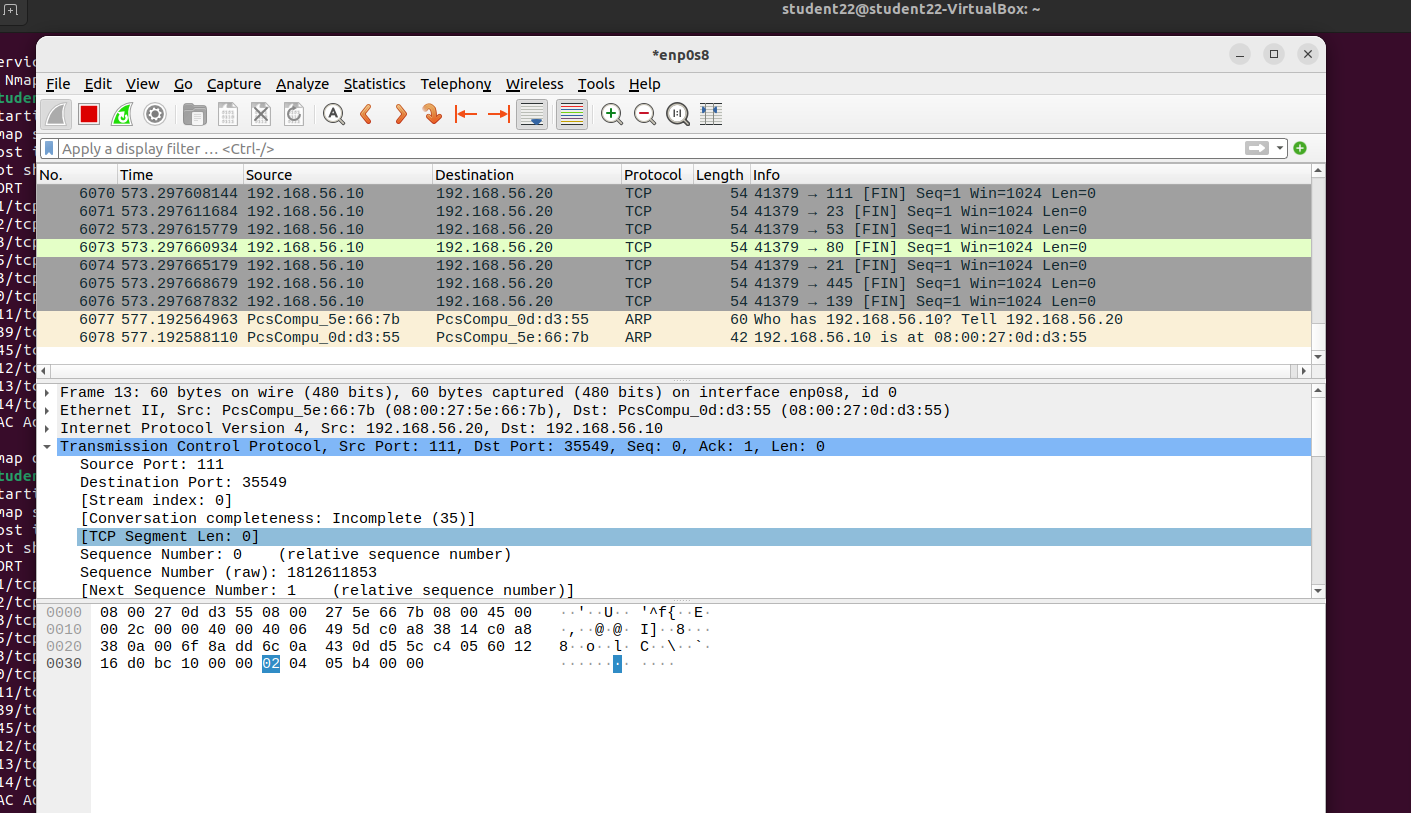 student22@student22-VirtualBox: ~
*enp0s8
File Edit View Go Capture Analyze Statistics Telephony Wireless Tools Help
Apply a display filter … <Ctrl-/>
No. Time Source Destination Protocol Length Info
6070 573.297608144 192.168.56.10 192.168.56.20 TCP 54 41379 → 111 [FIN] Seq=1 Win=1024 Len=0
6071 573.297611684 192.168.56.10 192.168.56.20 TCP 54 41379 → 23 [FIN] Seq=1 Win=1024 Len=0
6072 573.297615779 192.168.56.10 192.168.56.20 TCP 54 41379 → 53 [FIN] Seq=1 Win=1024 Len=0
6073 573.297660934 192.168.56.10 192.168.56.20 TCP 54 41379 → 80 [FIN] Seq=1 Win=1024 Len=0
6074 573.297665179 192.168.56.10 192.168.56.20 TCP 54 41379 → 21 [FIN] Seq=1 Win=1024 Len=0
6075 573.297668679 192.168.56.10 192.168.56.20 TCP 54 41379 → 445 [FIN] Seq=1 Win=1024 Len=0
6076 573.297687832 192.168.56.10 192.168.56.20 TCP 54 41379 → 139 [FIN] Seq=1 Win=1024 Len=0
6077 577.192564963 PcsCompu_5e:66:7b PcsCompu_0d:d3:55 ARP 60 Who has 192.168.56.10? Tell 192.168.56.20
6078 577.192588110 PcsCompu_0d:d3:55 PcsCompu_5e:66:7b ARP 42 192.168.56.10 is at 08:00:27:0d:d3:55
Frame 13: 60 bytes on wire (480 bits), 60 bytes captured (480 bits) on interface enp0s8, id 0
Ethernet II, Src: PcsCompu_5e:66:7b (08:00:27:5e:66:7b), Dst: PcsCompu_0d:d3:55 (08:00:27:0d:d3:55)
Internet Protocol Version 4, Src: 192.168.56.20, Dst: 192.168.56.10
Transmission Control Protocol, Src Port: 111, Dst Port: 35549, Seq: 0, Ack: 1, Len: 0
Source Port: 111
Destination Port: 35549
[Stream index: 0]
[Conversation completeness: Incomplete (35)]
[TCP Segment Len: 0]
Sequence Number: 0 (relative sequence number)
Sequence Number (raw): 1812611853
[Next Sequence Number: 1 (relative sequence number)]
0000 08 00 27 0d d3 55 08 00 27 5e 66 7b 08 00 45 00 ··'··U·· '^f{··E·
0010 00 2c 00 00 40 00 40 06 49 5d c0 a8 38 14 c0 a8 ·,··@·@· I]··8···
0020 38 0a 00 6f 8a dd 6c 0a 43 0d d5 5c c4 05 60 12 8··o··l· C··\··`·
0030 16 d0 bc 10 00 00 02 04 05 b4 00 00 ········ ····